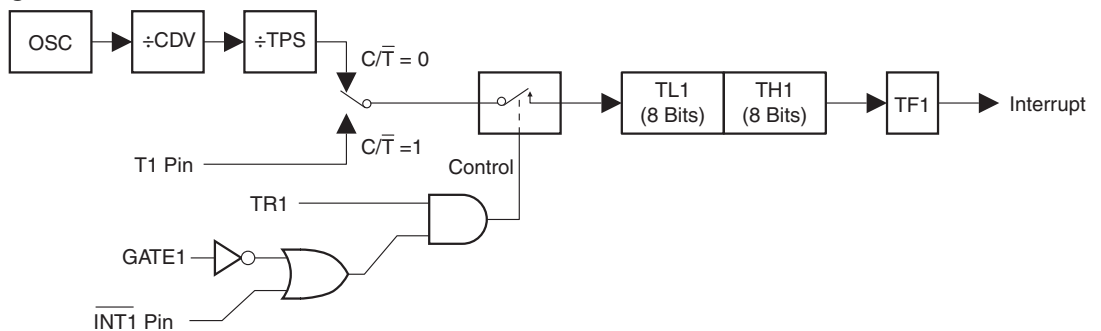 OSC
÷CDV
÷TPS
C/T̅ = 0
TL1
(8 Bits)
TH1
(8 Bits)
TF1
Interrupt
C/T̅ =1
T1 Pin
Control
TR1
GATE1
I̅N̅T̅1̅ Pin